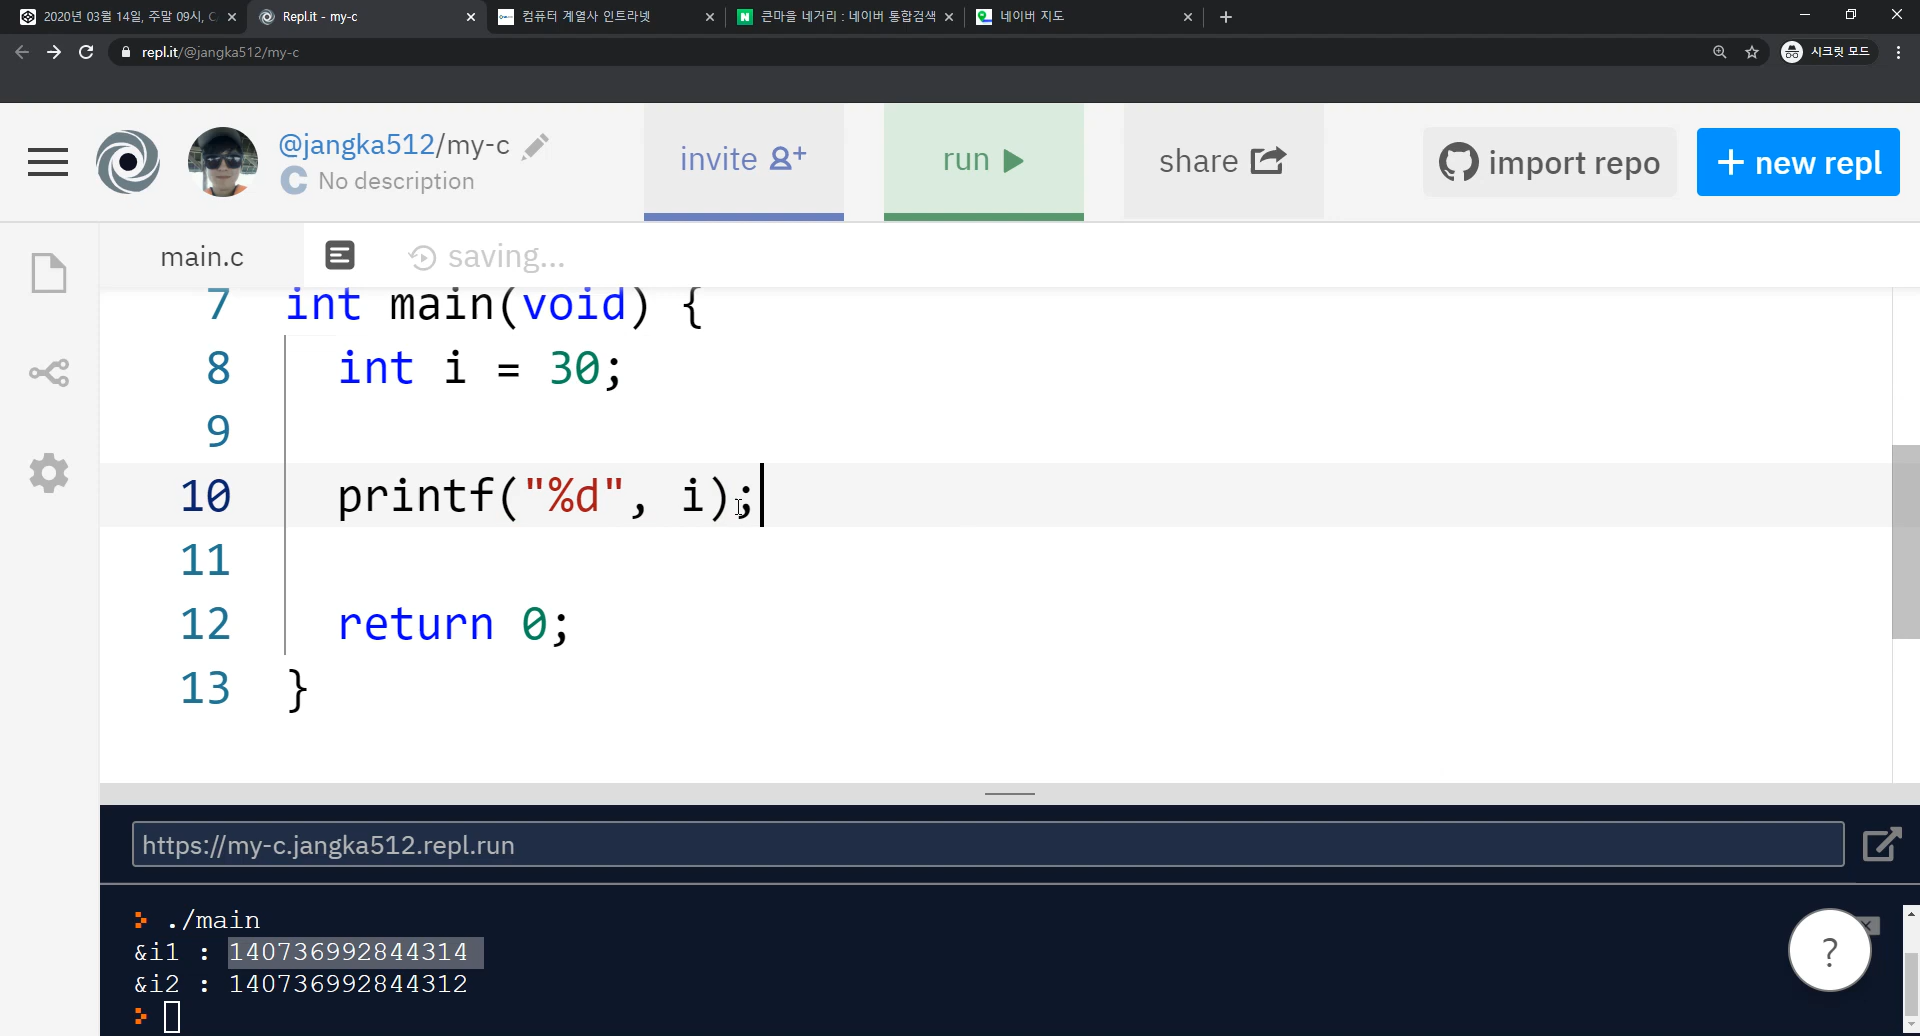 2020년 03월 14일, 주말 09시, C
Repl.it - my-c
컴퓨터 계열사 인트라넷
큰마을 네거리 : 네이버 통합검색
네이버 지도
repl.it/@jangka512/my-c
시크릿 모드
@jangka512/my-c
C No description
invite
run
share
import repo
+ new repl
main.c
saving...
7 int main(void) {
8 int i = 30;
9
10 printf("%d", i);
11
12 return 0;
13 }
https://my-c.jangka512.repl.run
./main
&i1 : 140736992844314
&i2 : 140736992844312
?